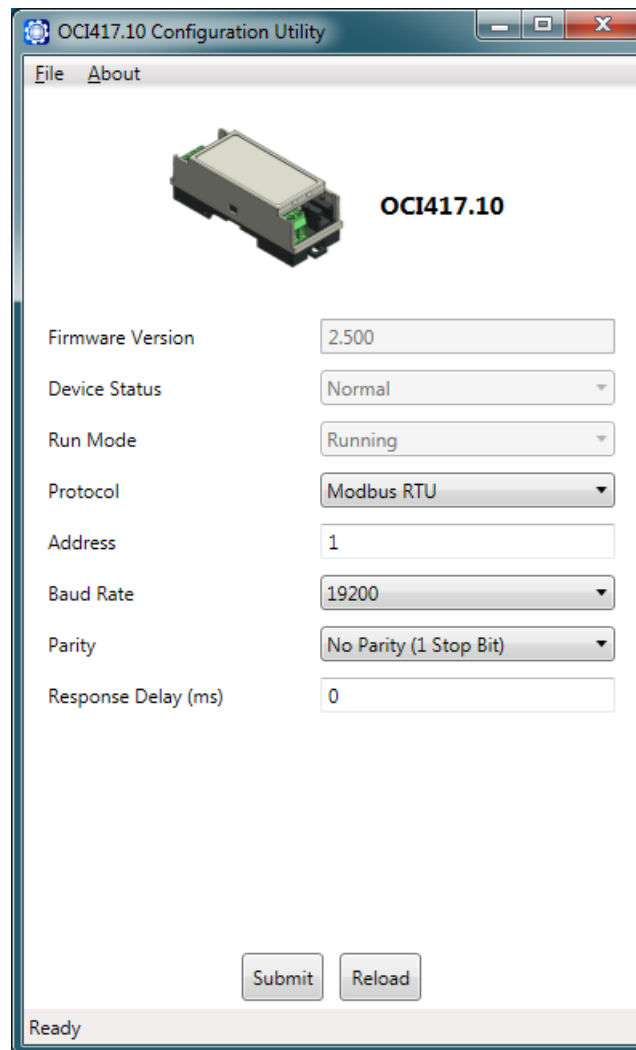 OCI417.10 Configuration Utility
File About
OCI417.10
Firmware Version 2.500
Device Status Normal
Run Mode Running
Protocol Modbus RTU
Address 1
Baud Rate 19200
Parity No Parity (1 Stop Bit)
Response Delay (ms) 0
Submit Reload
Ready